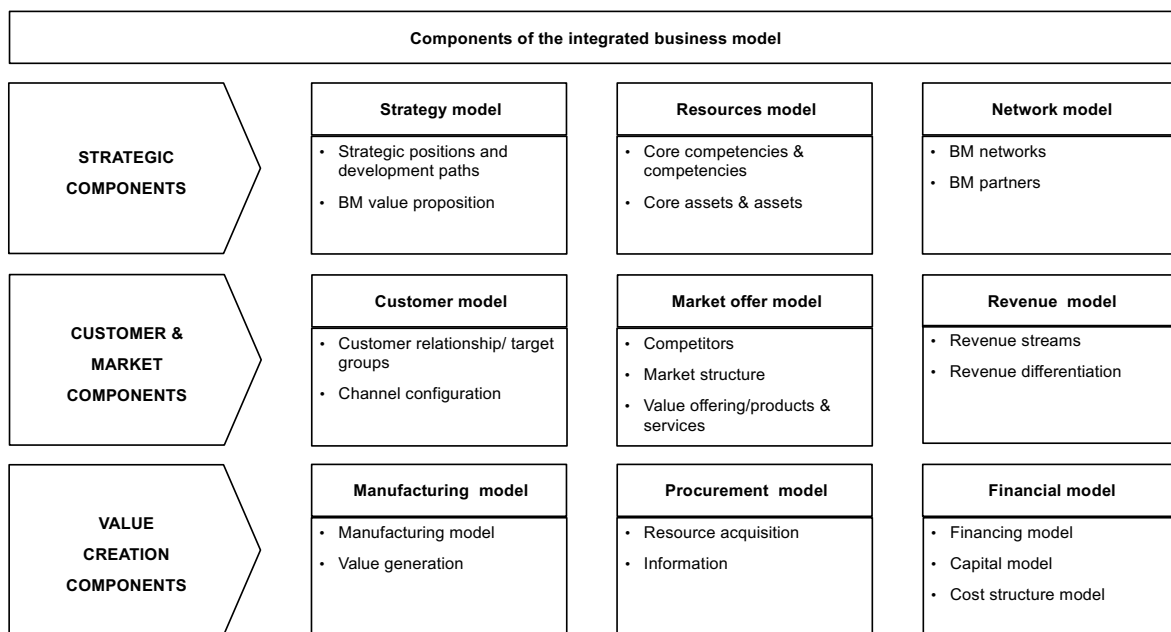 Components of the integrated business model
STRATEGIC
COMPONENTS
Strategy model
• Strategic positions and
development paths
• BM value proposition
Resources model
• Core competencies &
competencies
• Core assets & assets
Network model
• BM networks
• BM partners
CUSTOMER &
MARKET
COMPONENTS
Customer model
• Customer relationship/ target
groups
• Channel configuration
Market offer model
• Competitors
• Market structure
• Value offering/products &
services
Revenue model
• Revenue streams
• Revenue differentiation
VALUE
CREATION
COMPONENTS
Manufacturing model
• Manufacturing model
• Value generation
Procurement model
• Resource acquisition
• Information
Financial model
• Financing model
• Capital model
• Cost structure model